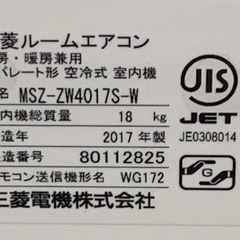 菱ルームエアコン
房・暖房兼用
パレート形 空冷式 室内機
形名 MSZ-ZW4017S-W
内機総質量 18 kg
造年 2017 年製
造番号 80112825
モコン送信機形名 WG172
三菱電機株式会社
JIS
JET
JE0308014